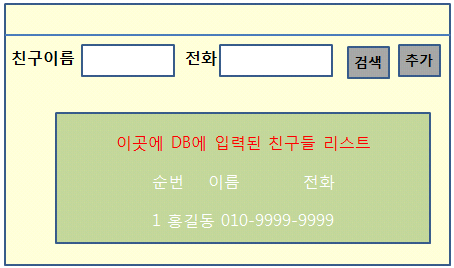 친구이름 전화 검색 추가
이곳에 DB에 입력된 친구들 리스트
순번 이름 전화
1 홍길동 010-9999-9999